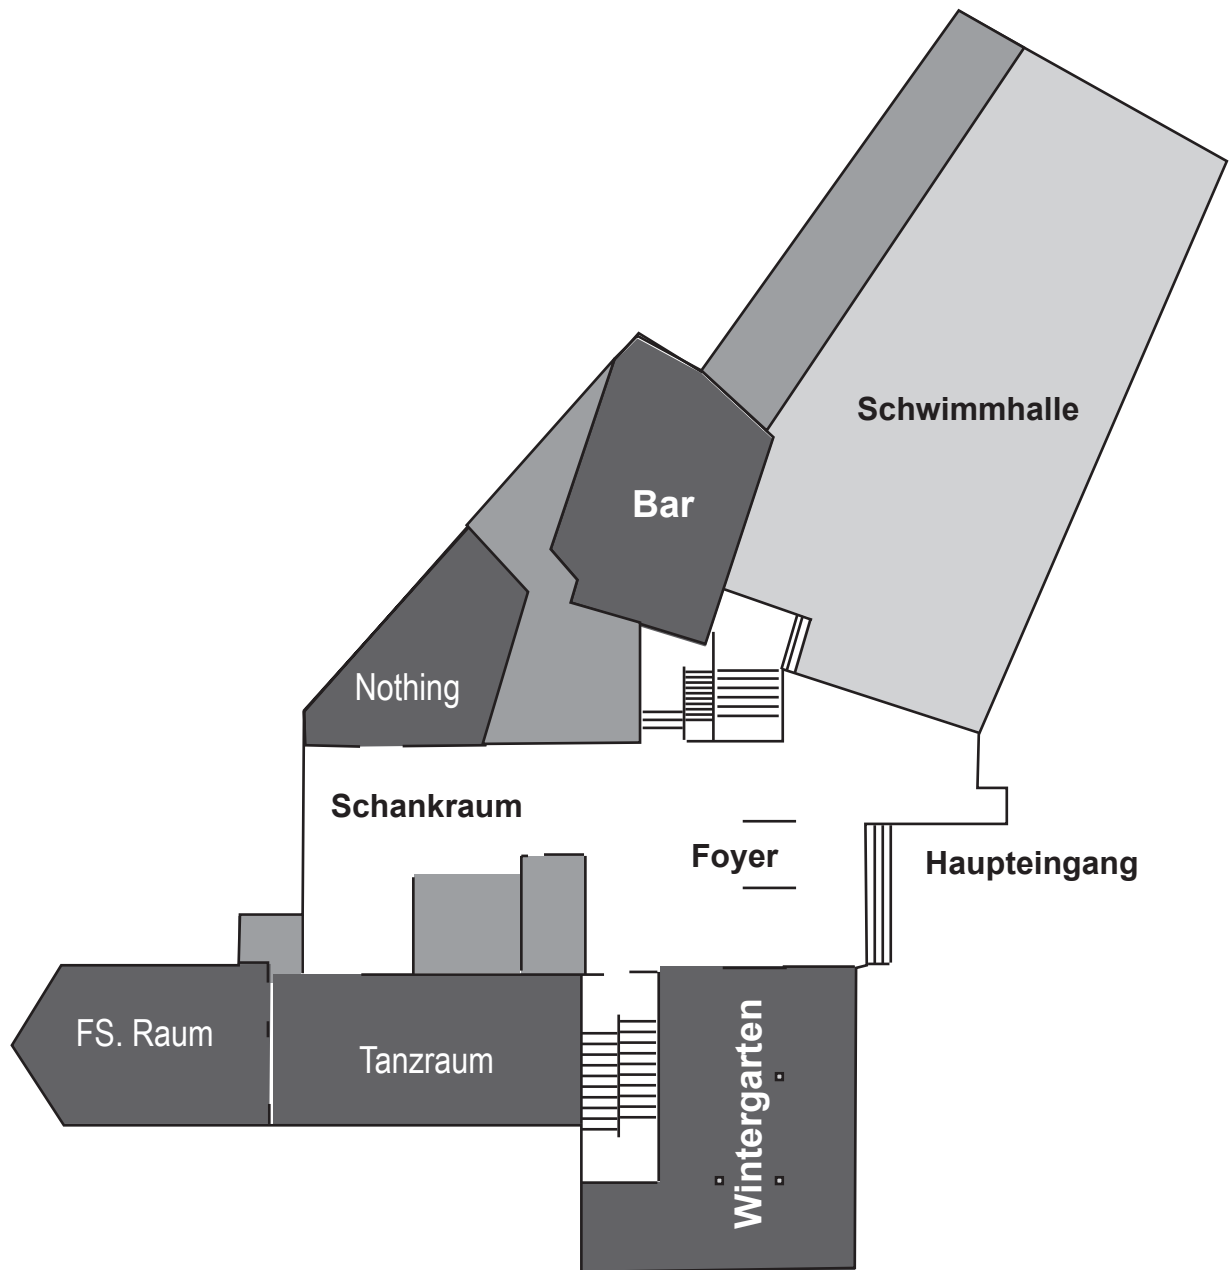 Schwimmhalle
Bar
Nothing
Schankraum
Foyer
Haupteingang
FS. Raum
Tanzraum
Wintergarten